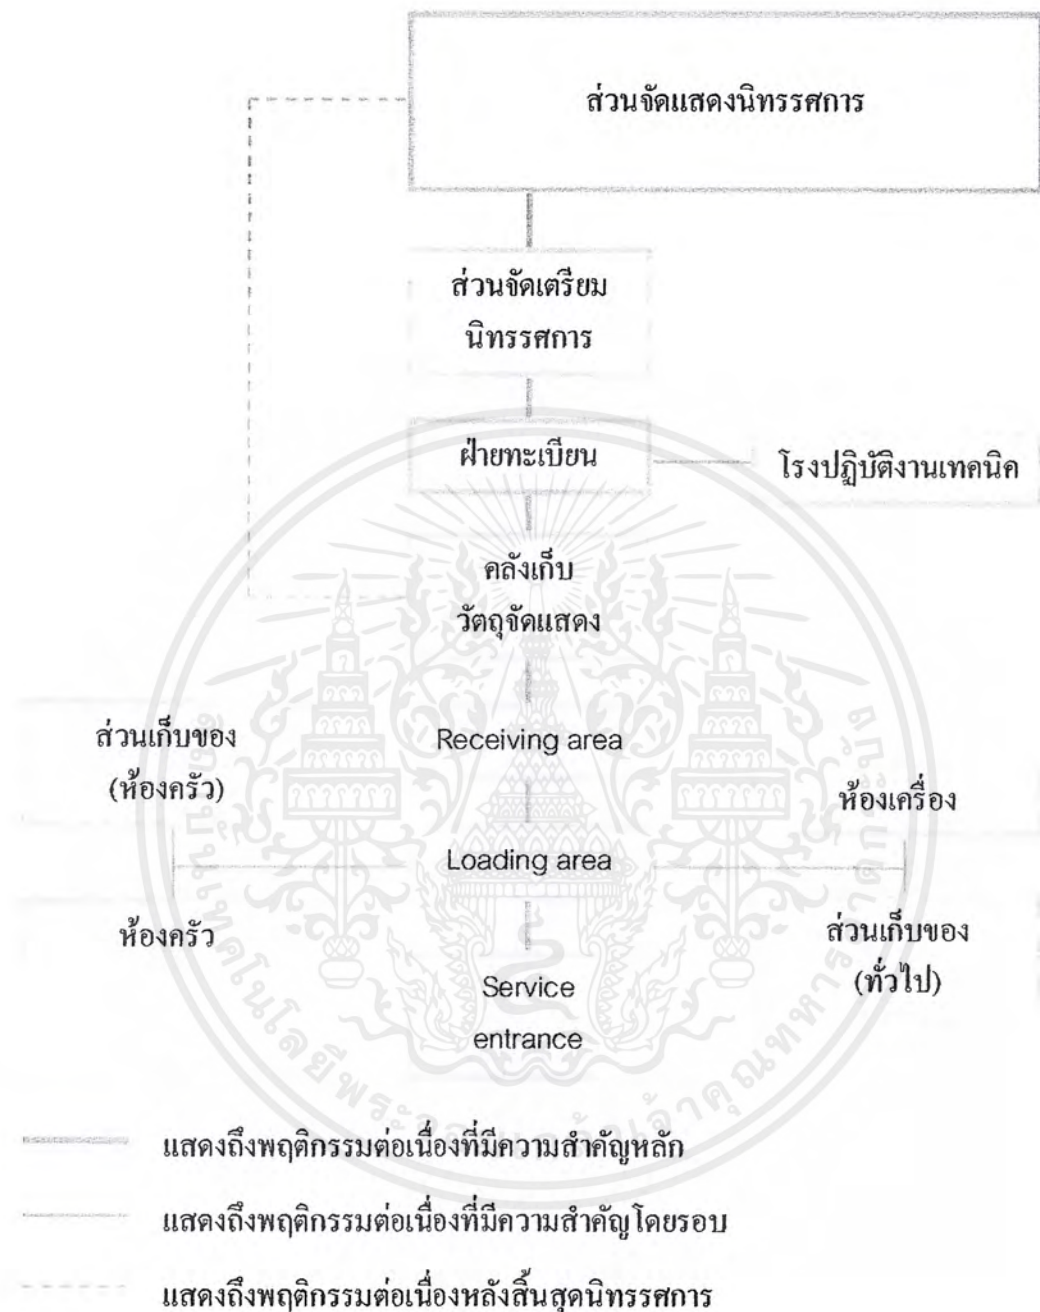 ส่วนจัดแสดงนิทรรศการ
ส่วนจัดเตรียม
นิทรรศการ
ฝ่ายทะเบียน
โรงปฏิบัติงานเทคนิค
คลังเก็บ
วัตถุจัดแสดง
ส่วนเก็บของ
(ห้องครัว)
Receiving area
ห้องเครื่อง
Loading area
ห้องครัว
ส่วนเก็บของ
(ทั่วไป)
Service
entrance
แสดงถึงพฤติกรรมต่อเนื่องที่มีความสำคัญหลัก
แสดงถึงพฤติกรรมต่อเนื่องที่มีความสำคัญโดยรอบ
แสดงถึงพฤติกรรมต่อเนื่องหลังสิ้นสุดนิทรรศการ